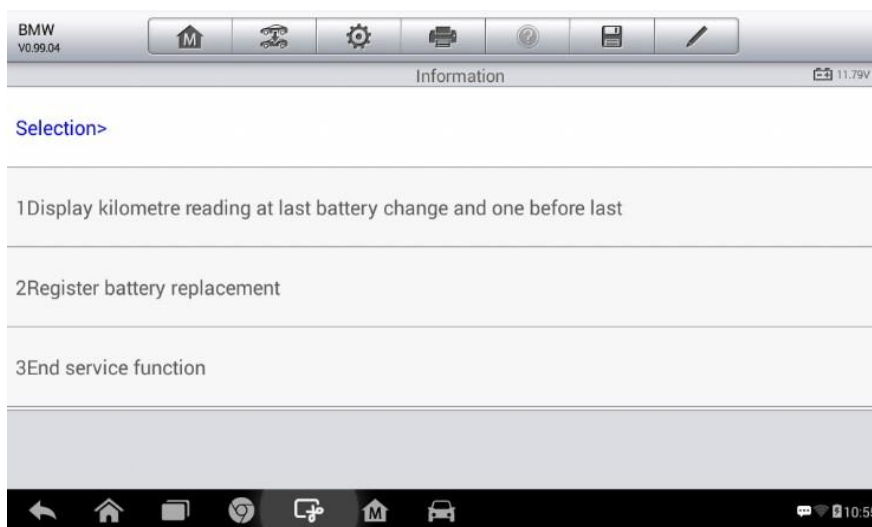 BMW
V0.99.04
M
Information
11.79V
Selection>
1Display kilometre reading at last battery change and one before last
2Register battery replacement
3End service function
M